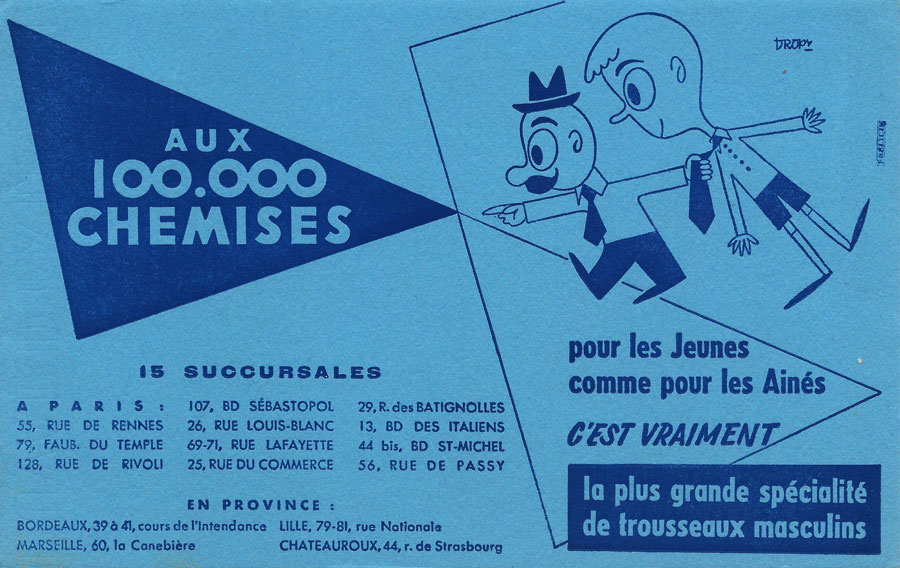 AUX
100.000
CHEMISES
DROPY
pour les Jeunes
comme pour les Ainés
C'EST VRAIMENT
la plus grande spécialité
de trousseaux masculins
15 SUCCURSALES
A PARIS :
55, RUE DE RENNES
79, FAUB. DU TEMPLE
128, RUE DE RIVOLI
107, BD SÉBASTOPOL
26, RUE LOUIS-BLANC
69-71, RUE LAFAYETTE
25, RUE DU COMMERCE
29, R. des BATIGNOLLES
13, BD DES ITALIENS
44 bis, BD ST-MICHEL
56, RUE DE PASSY
EN PROVINCE :
BORDEAUX, 39 à 41, cours de l'Intendance
MARSEILLE, 60, la Canebière
LILLE, 79-81, rue Nationale
CHATEAUROUX, 44, r. de Strasbourg